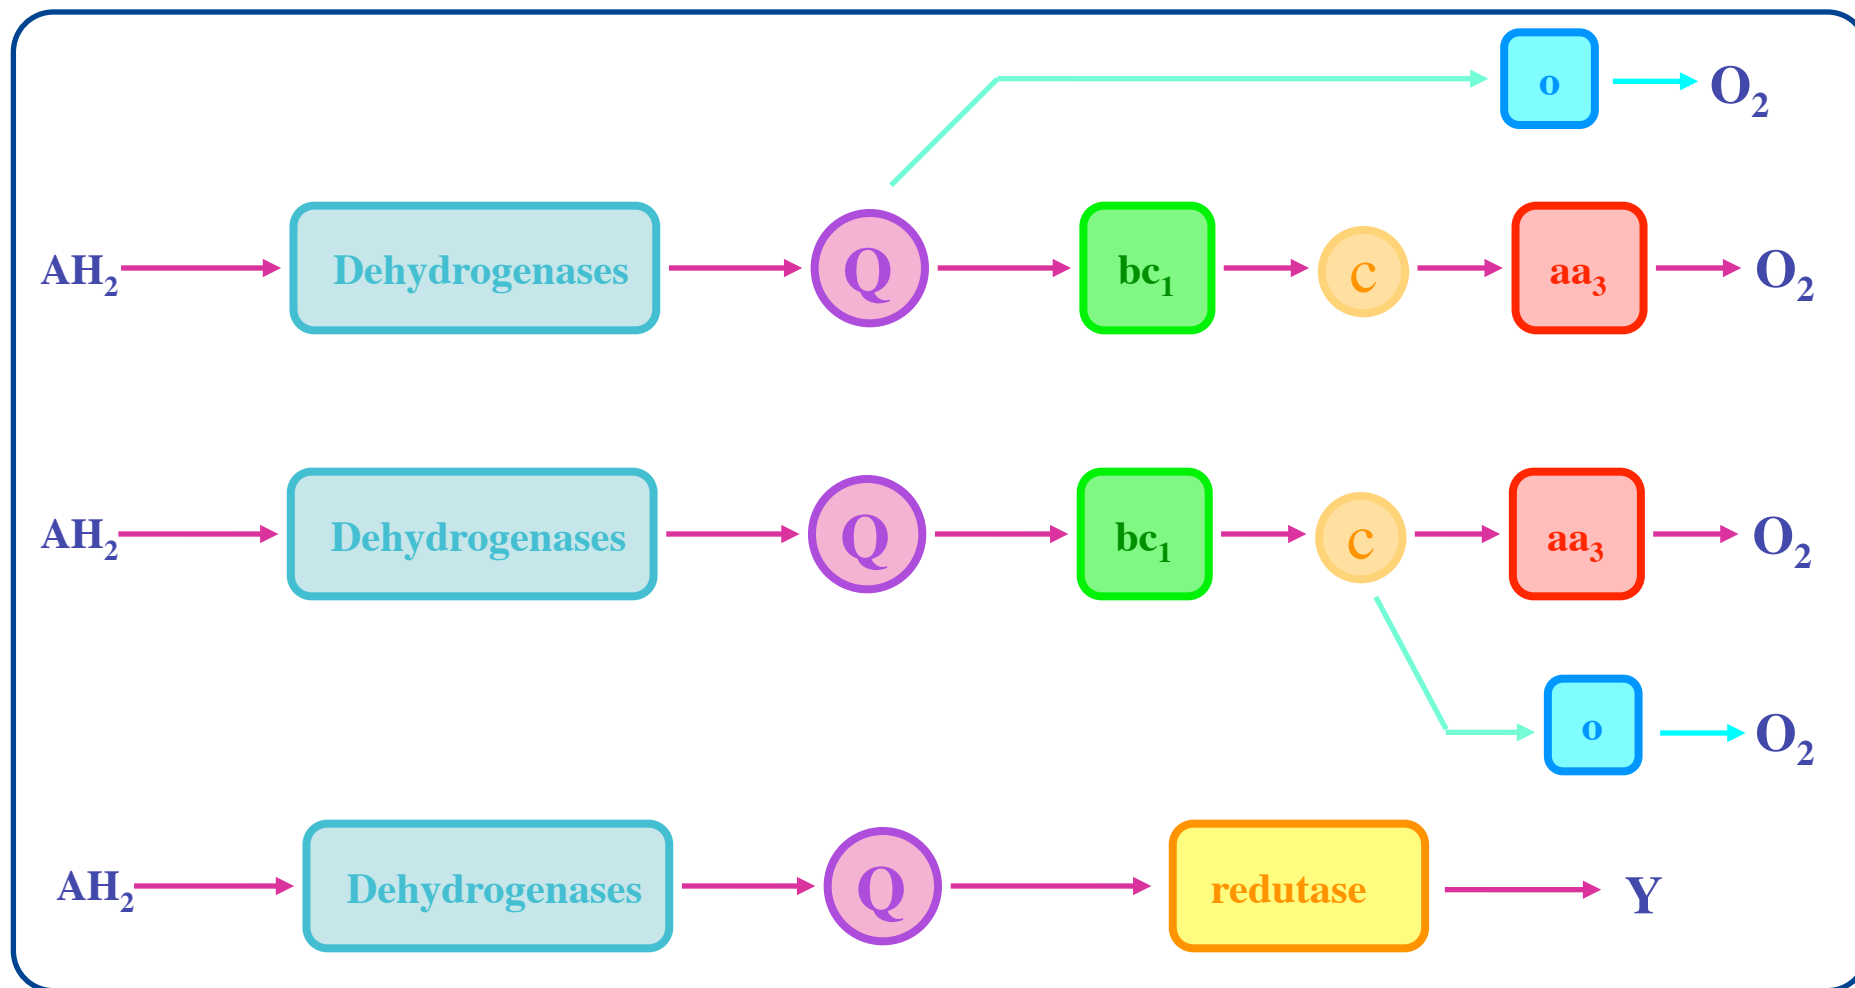 o O₂
AH₂ Dehydrogenases Q bc₁ c aa₃ O₂
AH₂ Dehydrogenases Q bc₁ c aa₃ O₂
o O₂
AH₂ Dehydrogenases Q redutase Y